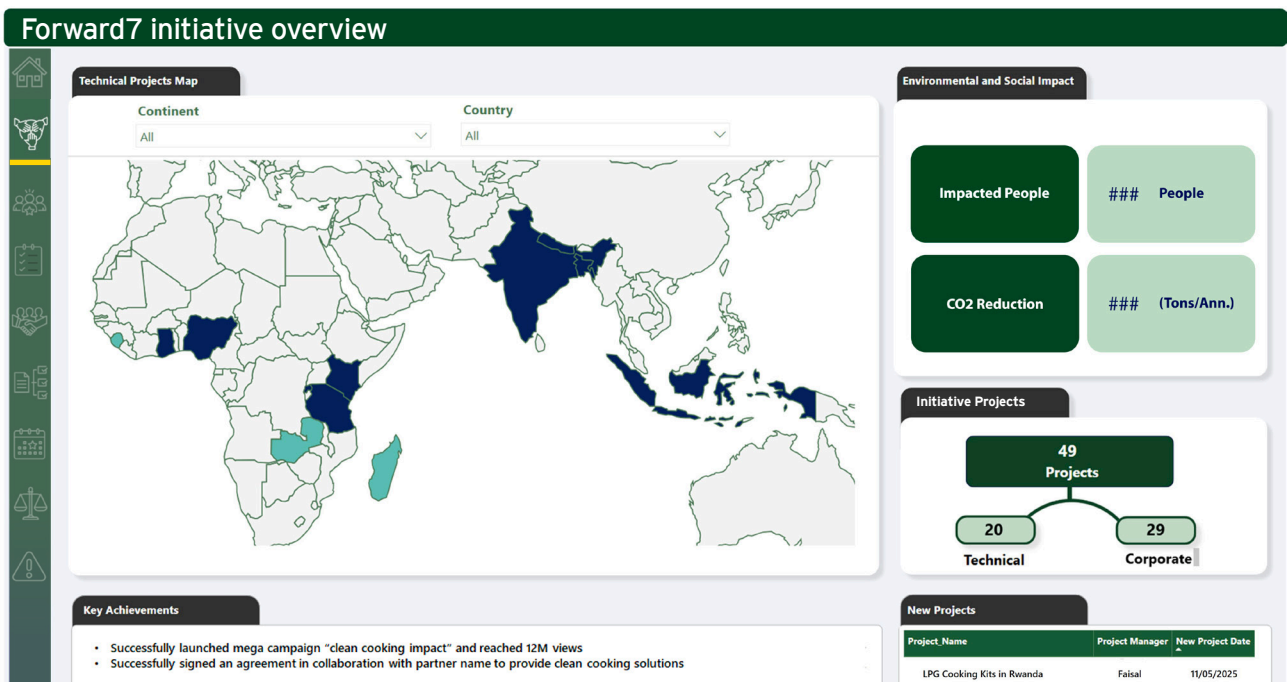 Forward7 initiative overview
Technical Projects Map
Continent
All
Country
All
Environmental and Social Impact
Impacted People
### People
CO2 Reduction
### (Tons/Ann.)
Initiative Projects
49
Projects
20
Technical
29
Corporate
Key Achievements
• Successfully launched mega campaign "clean cooking impact" and reached 12M views
• Successfully signed an agreement in collaboration with partner name to provide clean cooking solutions
New Projects
Project_Name Project Manager New Project Date
LPG Cooking Kits in Rwanda Faisal 11/05/2025